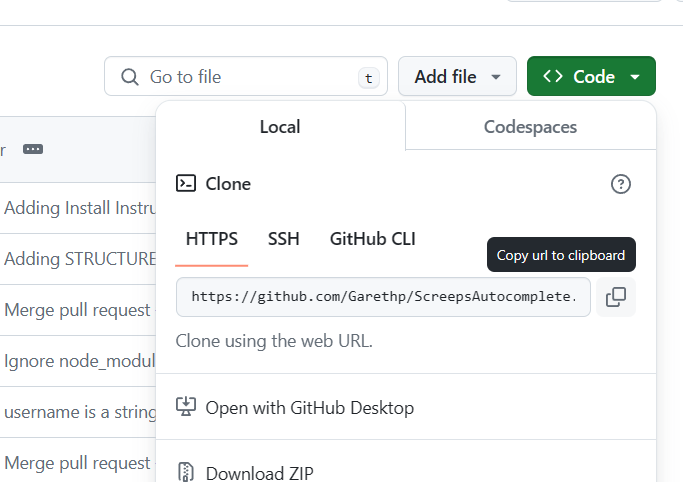 Go to file t Add file Code
Local Codespaces
r
Clone
Adding Install Instru
HTTPS SSH GitHub CLI
Adding STRUCTURE
Copy url to clipboard
https://github.com/Garethp/ScreepsAutocomplete.
Merge pull request
Clone using the web URL.
Ignore node_modul
username is a string
Open with GitHub Desktop
Merge pull request
Download ZIP